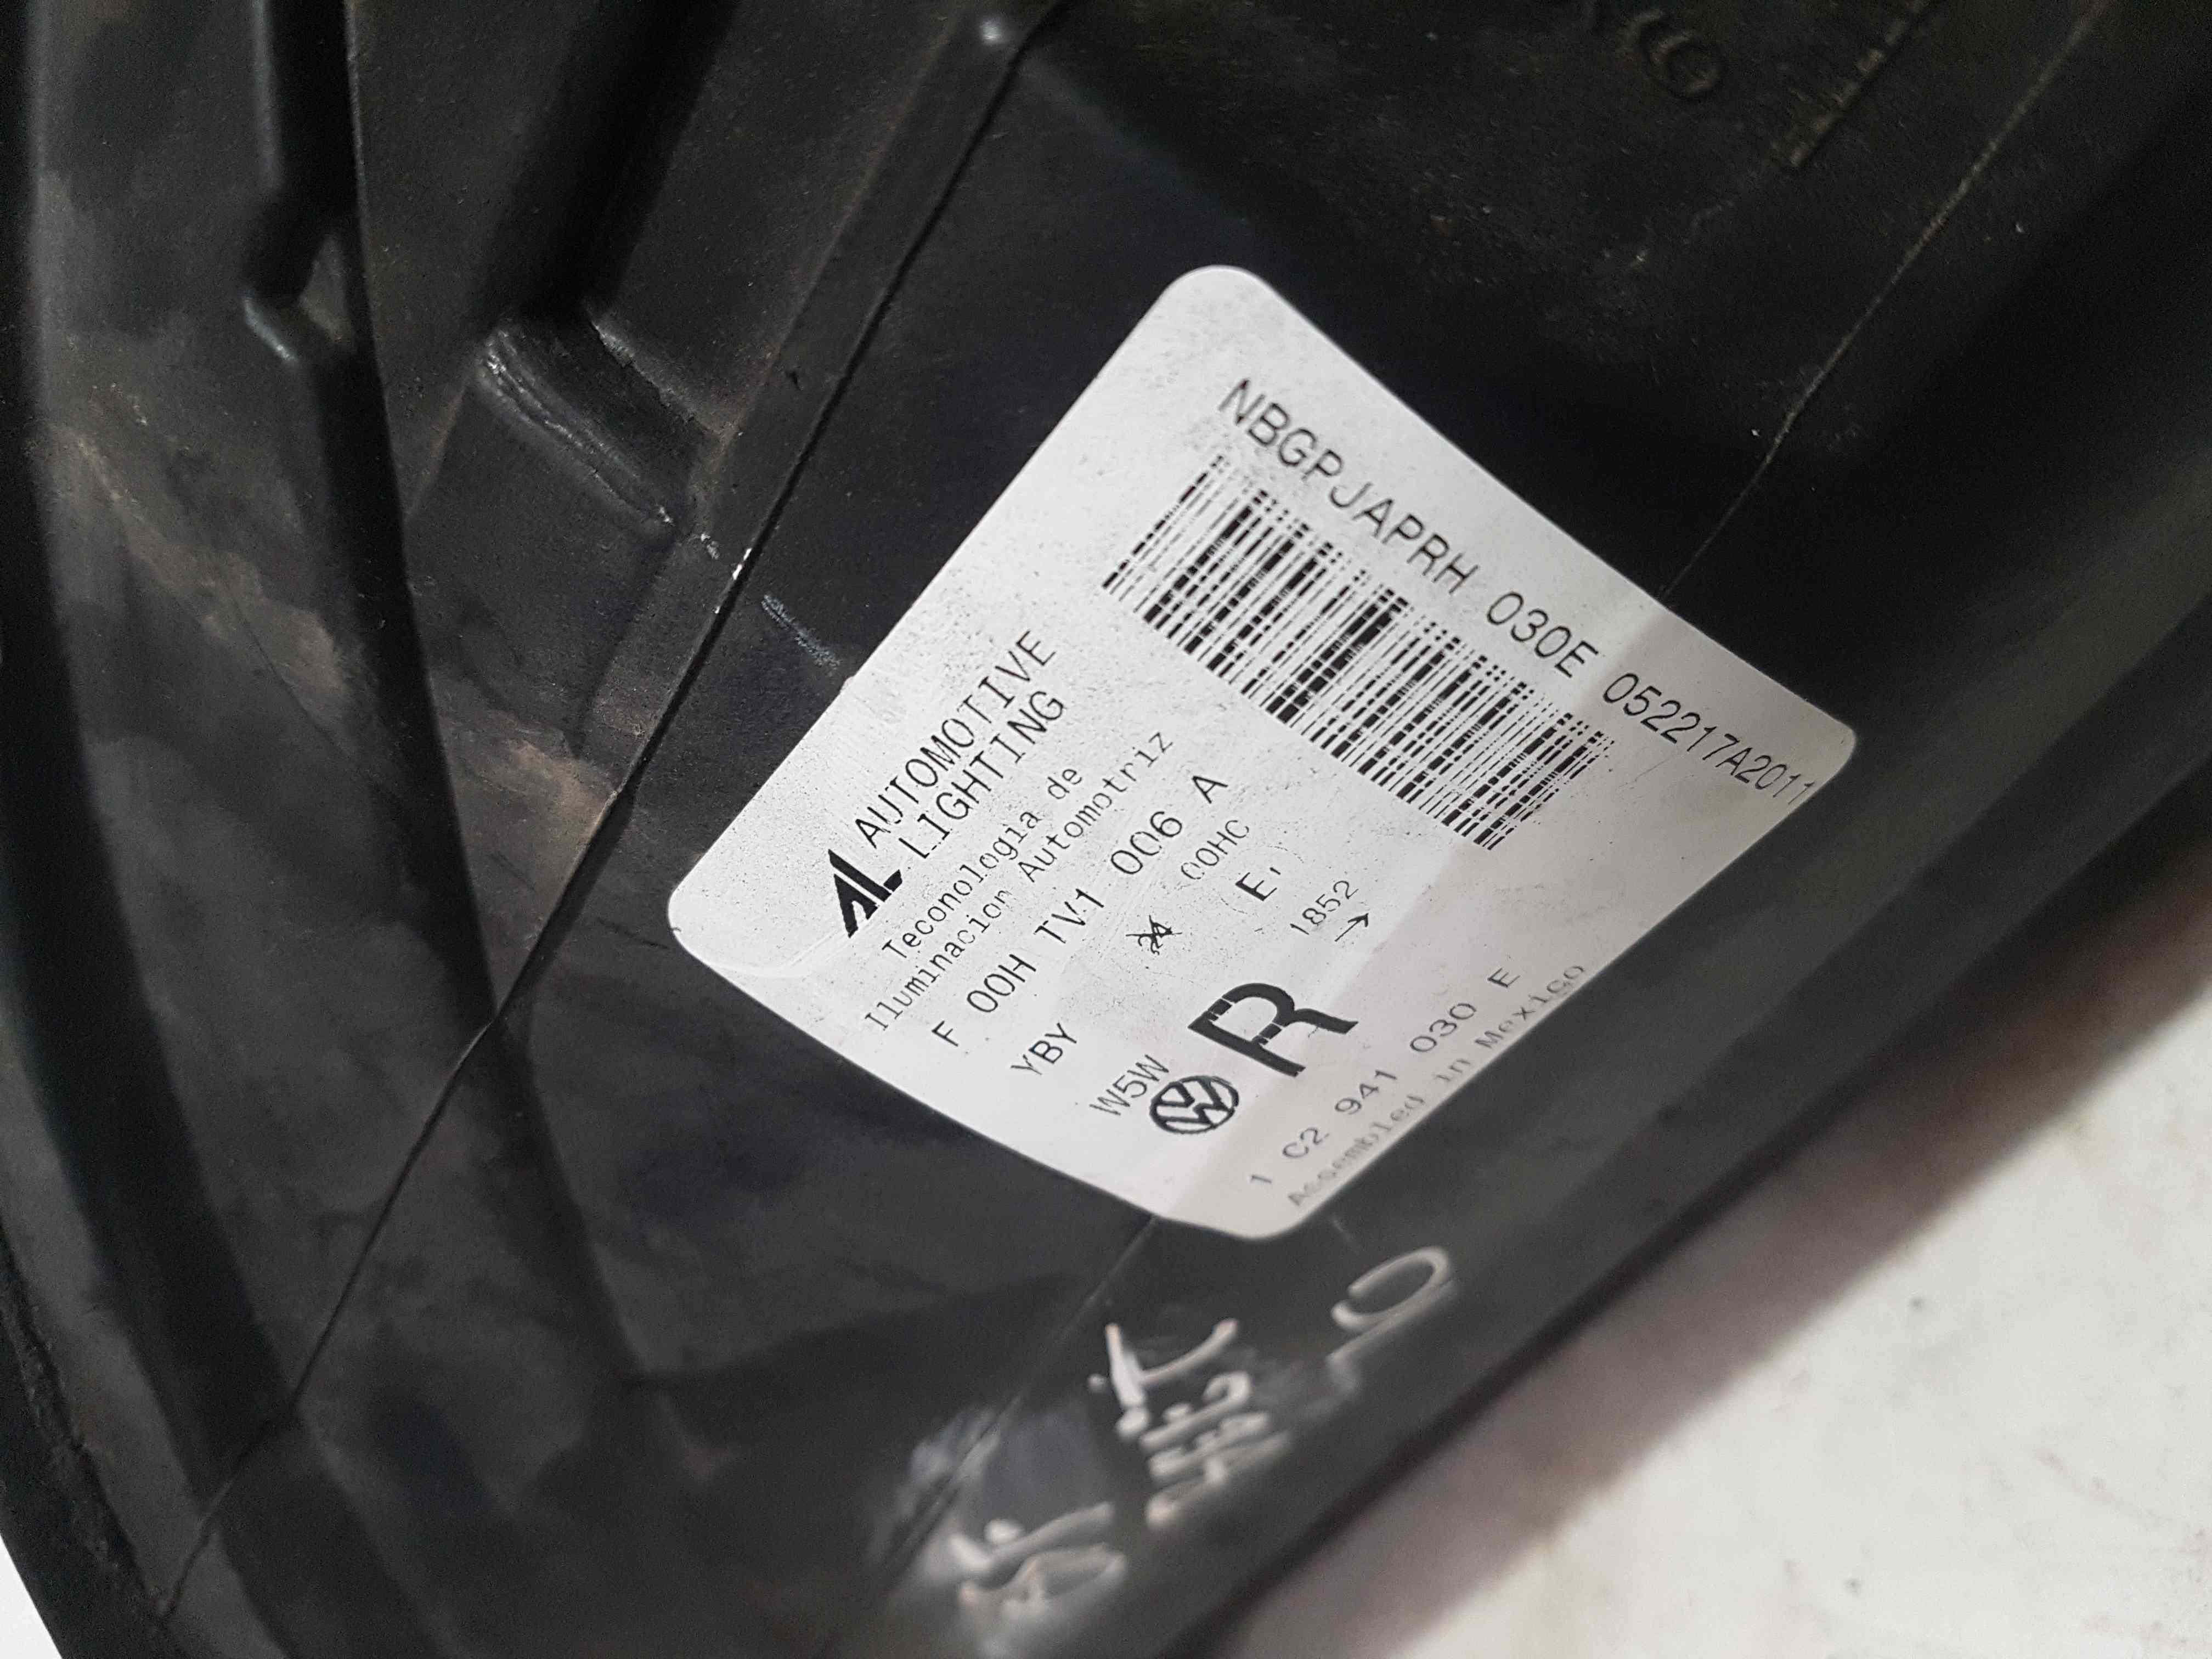 NBGPJAPRH 030E 052217A2011
AL AUTOMOTIVE
LIGHTING
Teconologia de
Iluminacion Automotriz
F 00H TV1 006 A
YBY
00HC
W5W
E
1852
R
1 C2 941 030 E
Assembled in Mexico